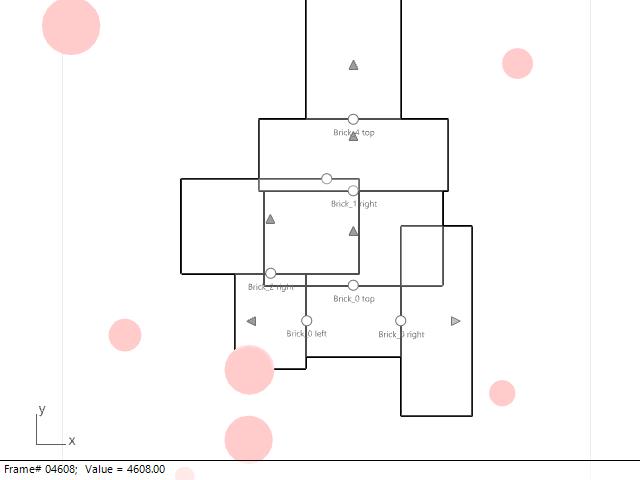 Brick_4 top
Brick_1 right
Brick_2 right
Brick_0 top
Brick_0 left
Brick_0 right
y
x
Frame# 04608; Value = 4608.00